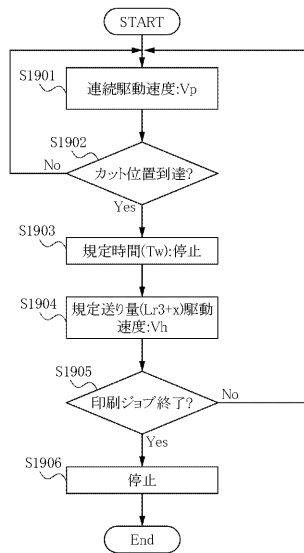 START
S1901
連続駆動速度:Vp
S1902
カット位置到達?
No
Yes
S1903
規定時間(Tw):停止
S1904
規定送り量(Lr3+x)駆動
速度:Vh
S1905
印刷ジョブ終了?
No
Yes
S1906
停止
End